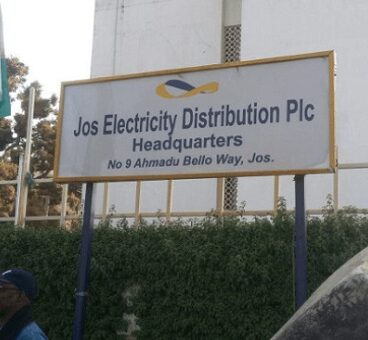 Jos Electricity Distribution Plc
Headquarters
No 9 Ahmadu Bello Way, Jos.